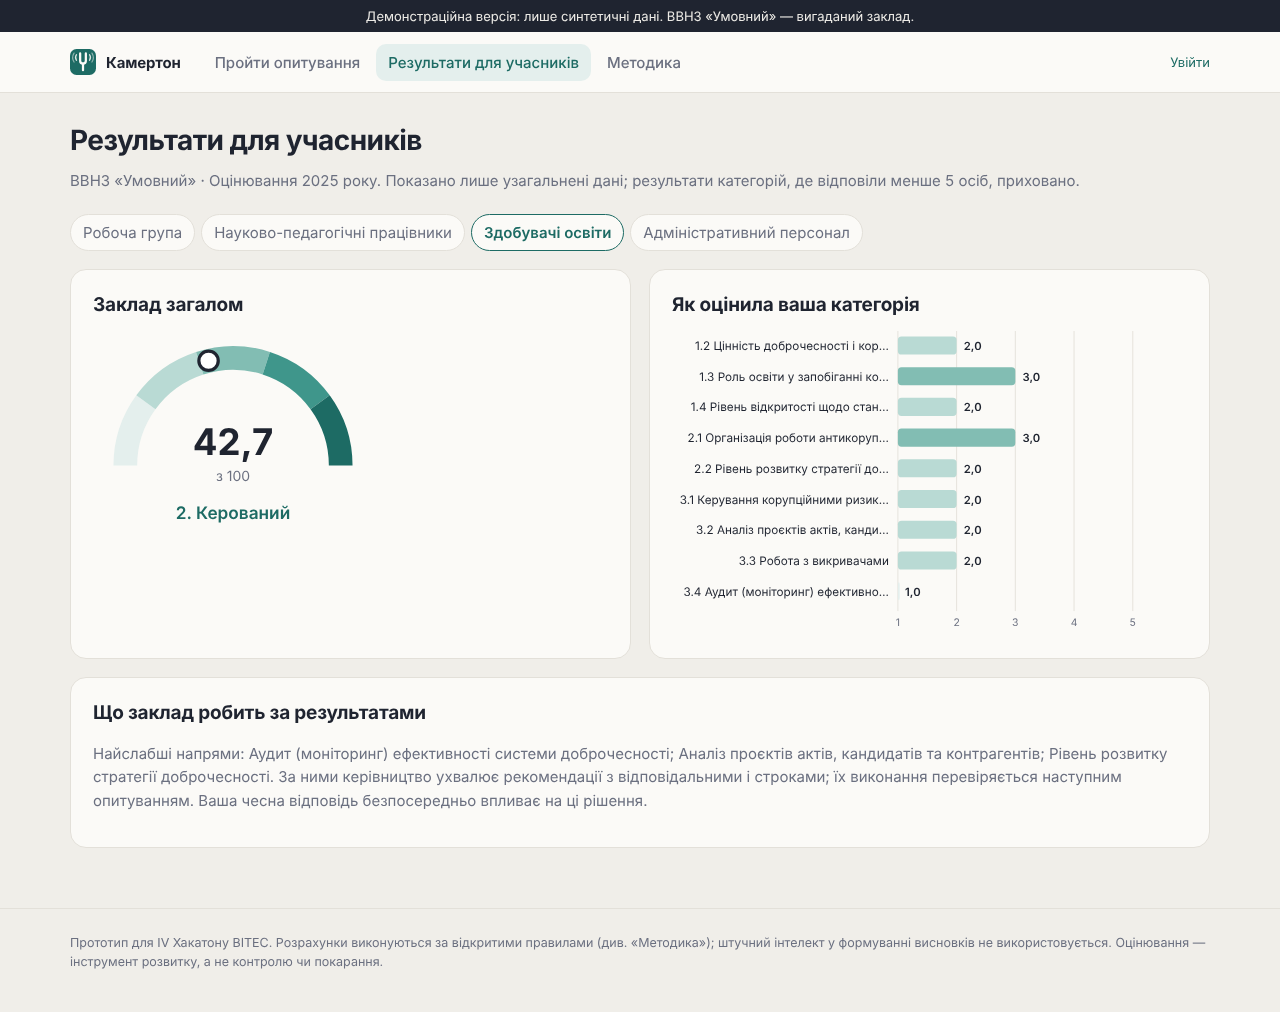 Демонстраційна версія: лише синтетичні дані. ВВНЗ «Умовний» — вигаданий заклад.
Камертон
Пройти опитування
Результати для учасників
Методика
Увійти
Результати для учасників
ВВНЗ «Умовний» · Оцінювання 2025 року. Показано лише узагальнені дані; результати категорій, де відповіли менше 5 осіб, приховано.
Робоча група
Науково-педагогічні працівники
Здобувачі освіти
Адміністративний персонал
Заклад загалом
42,7
з 100
2. Керований
Як оцінила ваша категорія
1.2 Цінність доброчесності і кор… 2,0
1.3 Роль освіти у запобіганні ко… 3,0
1.4 Рівень відкритості щодо стан… 2,0
2.1 Організація роботи антикоруп… 3,0
2.2 Рівень розвитку стратегії до… 2,0
3.1 Керування корупційними ризик… 2,0
3.2 Аналіз проєктів актів, канди… 2,0
3.3 Робота з викривачами 2,0
3.4 Аудит (моніторинг) ефективно… 1,0
1 2 3 4 5
Що заклад робить за результатами
Найслабші напрями: Аудит (моніторинг) ефективності системи доброчесності; Аналіз проєктів актів, кандидатів та контрагентів; Рівень розвитку
стратегії доброчесності. За ними керівництво ухвалює рекомендації з відповідальними і строками; їх виконання перевіряється наступним
опитуванням. Ваша чесна відповідь безпосередньо впливає на ці рішення.
Прототип для IV Хакатону ВІТЕС. Розрахунки виконуються за відкритими правилами (див. «Методика»); штучний інтелект у формуванні висновків не використовується. Оцінювання —
інструмент розвитку, а не контролю чи покарання.